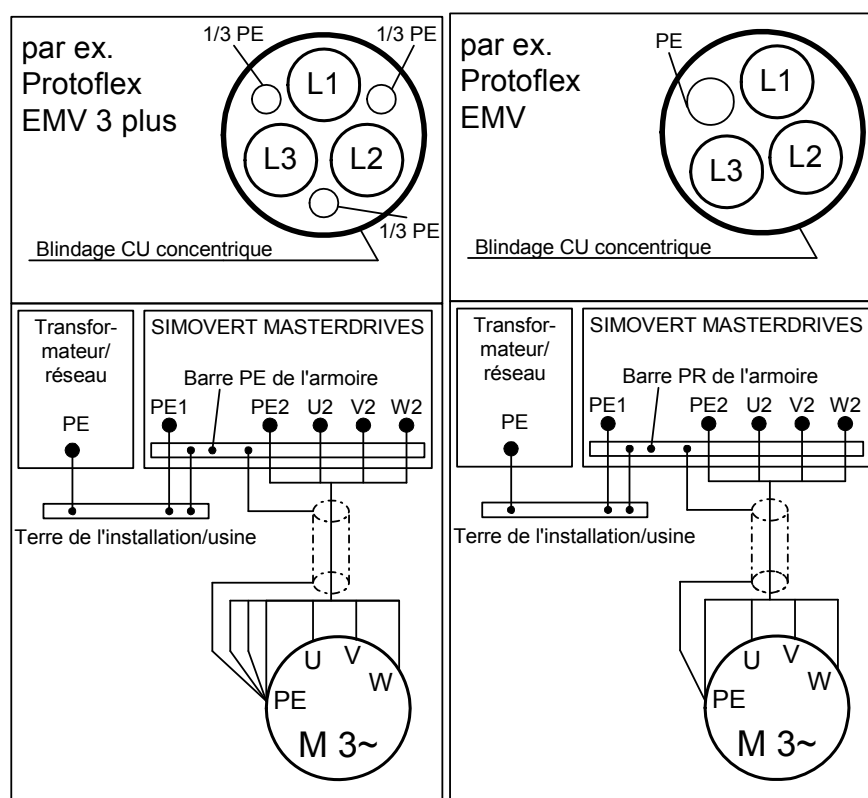 par ex.
Protoflex
EMV 3 plus
1/3 PE
1/3 PE
L1
L3
L2
1/3 PE
Blindage CU concentrique
par ex.
Protoflex
EMV
PE
L1
L2
L3
Blindage CU concentrique
Transfor-
mateur/
réseau
PE
SIMOVERT MASTERDRIVES
Barre PE de l'armoire
PE1
PE2
U2
V2
W2
Terre de l'installation/usine
U
V
W
PE
M 3~
Transfor-
mateur/
réseau
PE
SIMOVERT MASTERDRIVES
Barre PR de l'armoire
PE1
PE2
U2
V2
W2
Terre de l'installation/usine
U
V
W
PE
M 3~